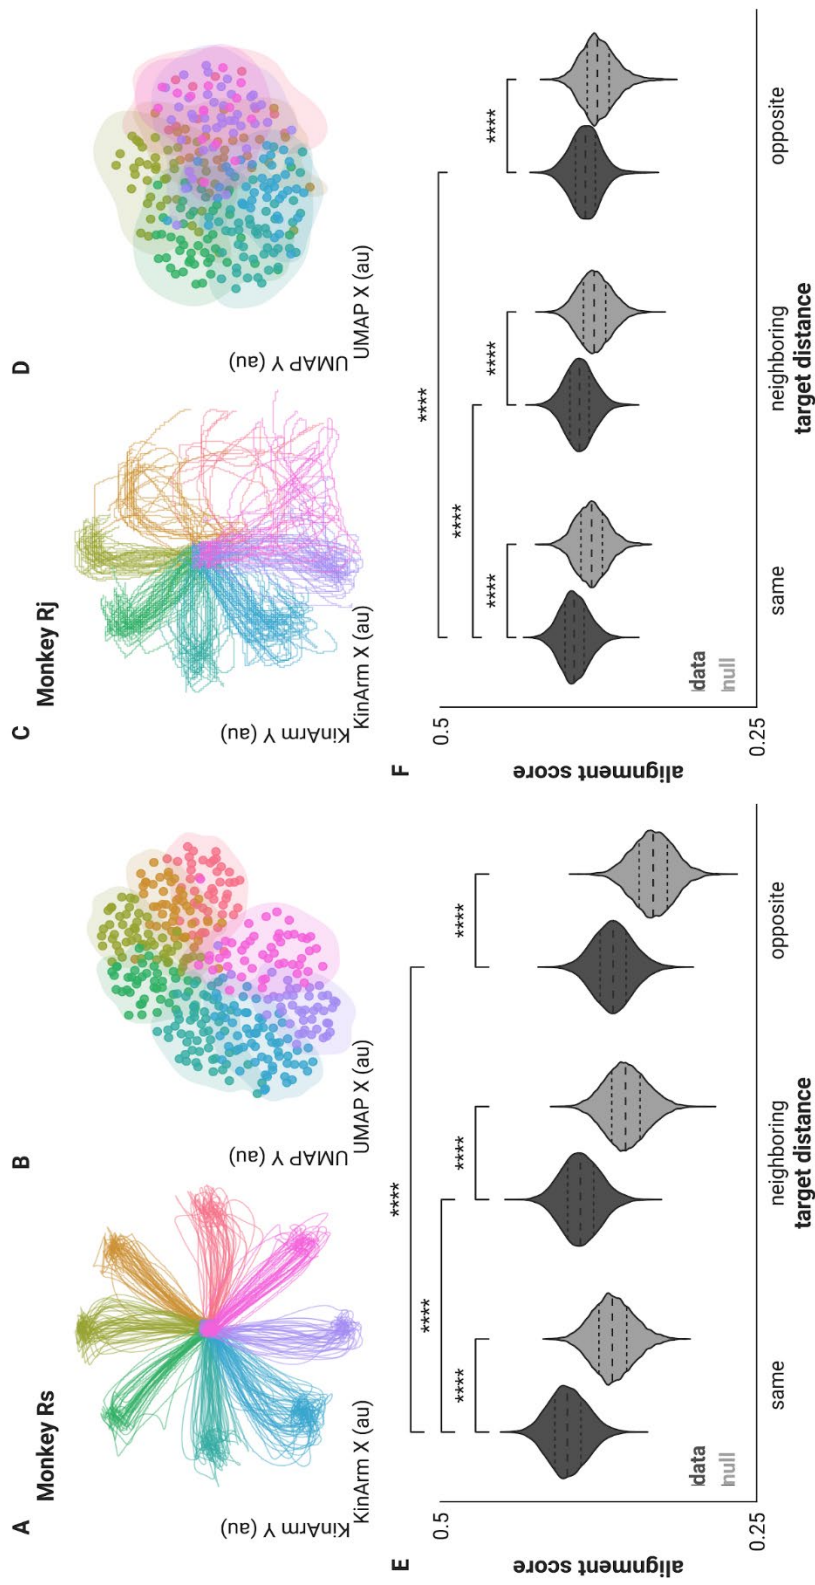 A
Monkey Rs
KinArm Y (au)
KinArm X (au)
B
UMAP Y (au)
UMAP X (au)
C
Monkey Rj
KinArm Y (au)
KinArm X (au)
D
UMAP Y (au)
UMAP X (au)
E
alignment score
0.5
0.25
****
****
****
****
****
data
null
same
neighboring
opposite
target distance
F
alignment score
0.5
0.25
****
****
****
****
****
data
null
same
neighboring
opposite
target distance